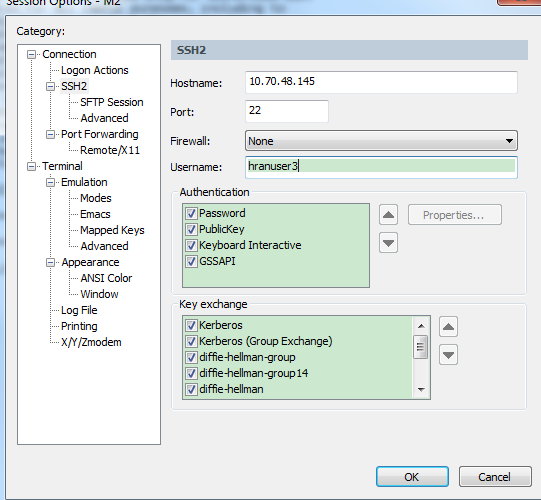 Session Options - M2
Category:
Connection
Logon Actions
SSH2
SFTP Session
Advanced
Port Forwarding
Remote/X11
Terminal
Emulation
Modes
Emacs
Mapped Keys
Advanced
Appearance
ANSI Color
Window
Log File
Printing
X/Y/Zmodem
SSH2
Hostname: 10.70.48.145
Port: 22
Firewall: None
Username: hranuser3
Authentication
Password
PublicKey
Keyboard Interactive
GSSAPI
Properties...
Key exchange
Kerberos
Kerberos (Group Exchange)
diffie-hellman-group
diffie-hellman-group14
diffie-hellman
OK Cancel